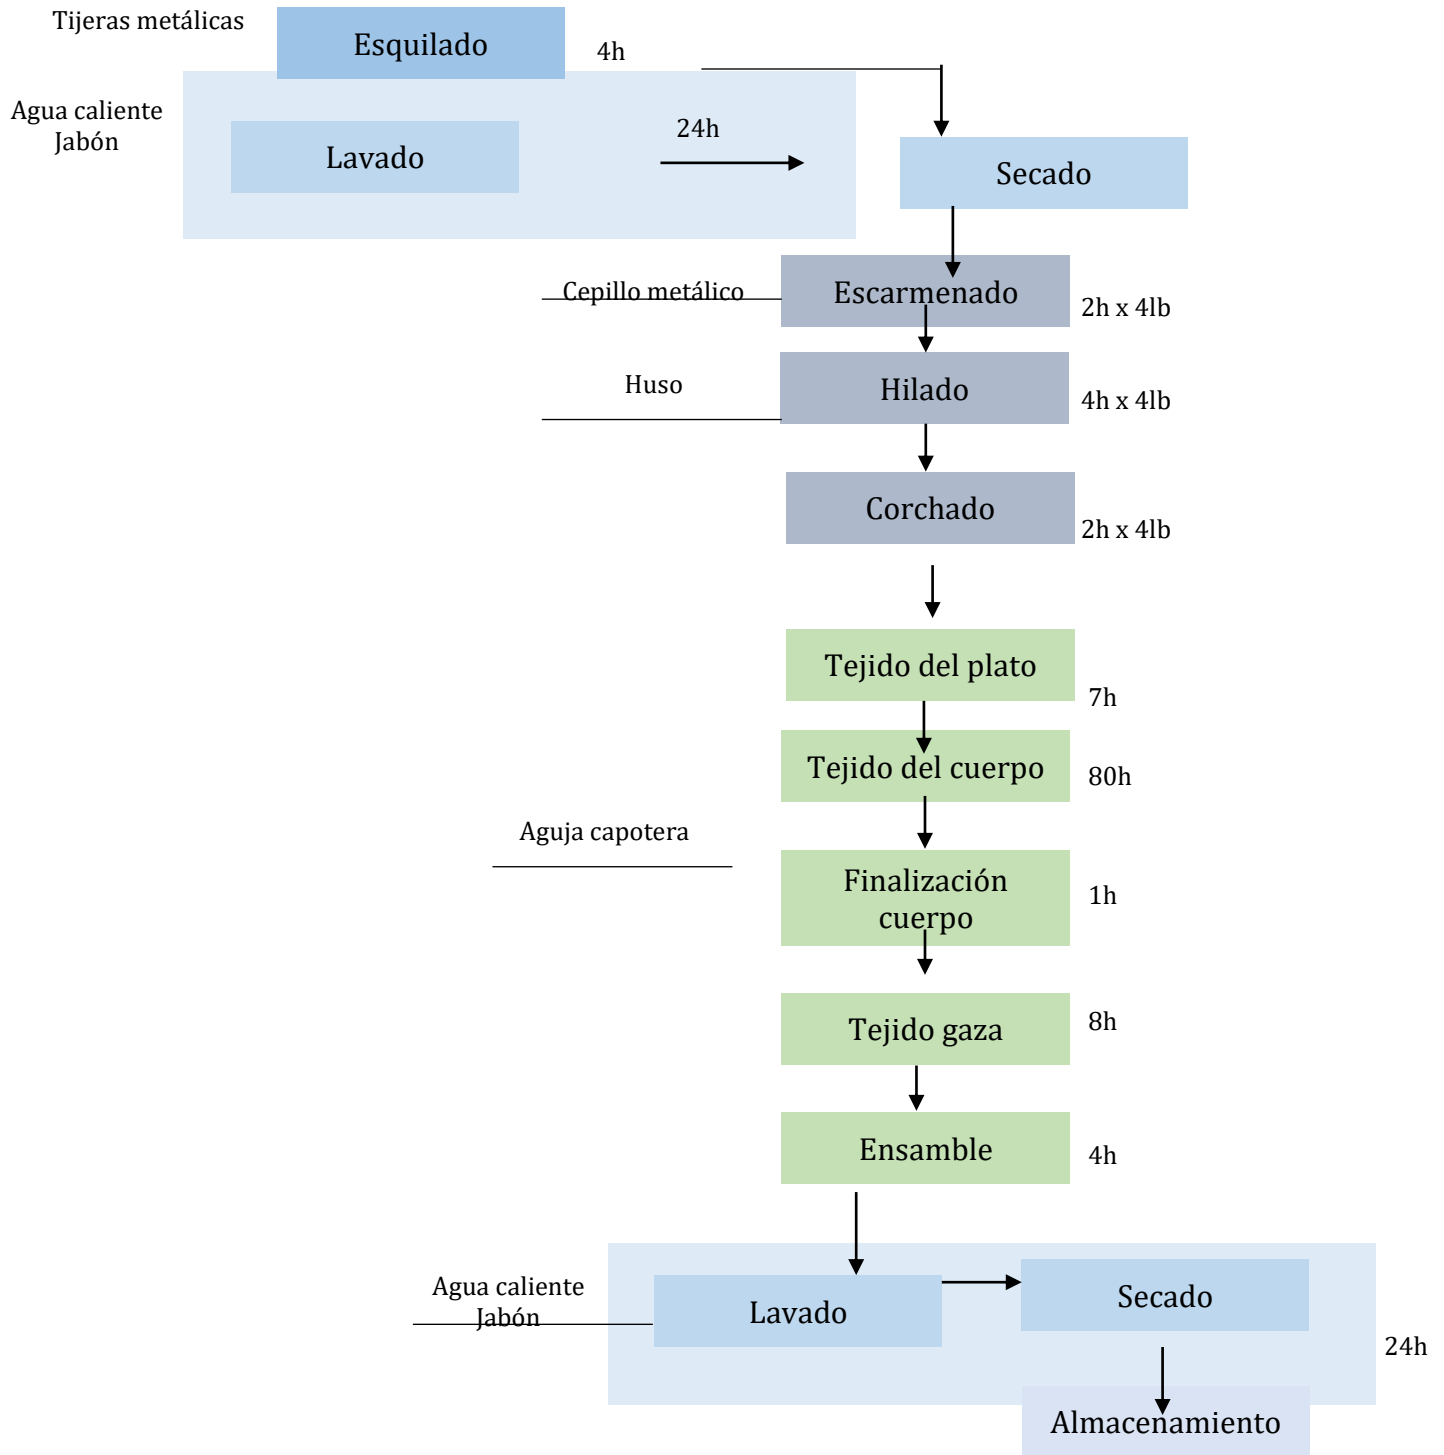 Tijeras metálicas
Esquilado
4h
Agua caliente
Jabón
24h
Lavado
Secado
Cepillo metálico
Escarmenado
2h x 4lb
Huso
Hilado
4h x 4lb
Corchado
2h x 4lb
Tejido del plato
7h
Tejido del cuerpo
80h
Aguja capotera
Finalización
cuerpo
1h
Tejido gaza
8h
Ensamble
4h
Agua caliente
Jabón
Lavado
Secado
24h
Almacenamiento